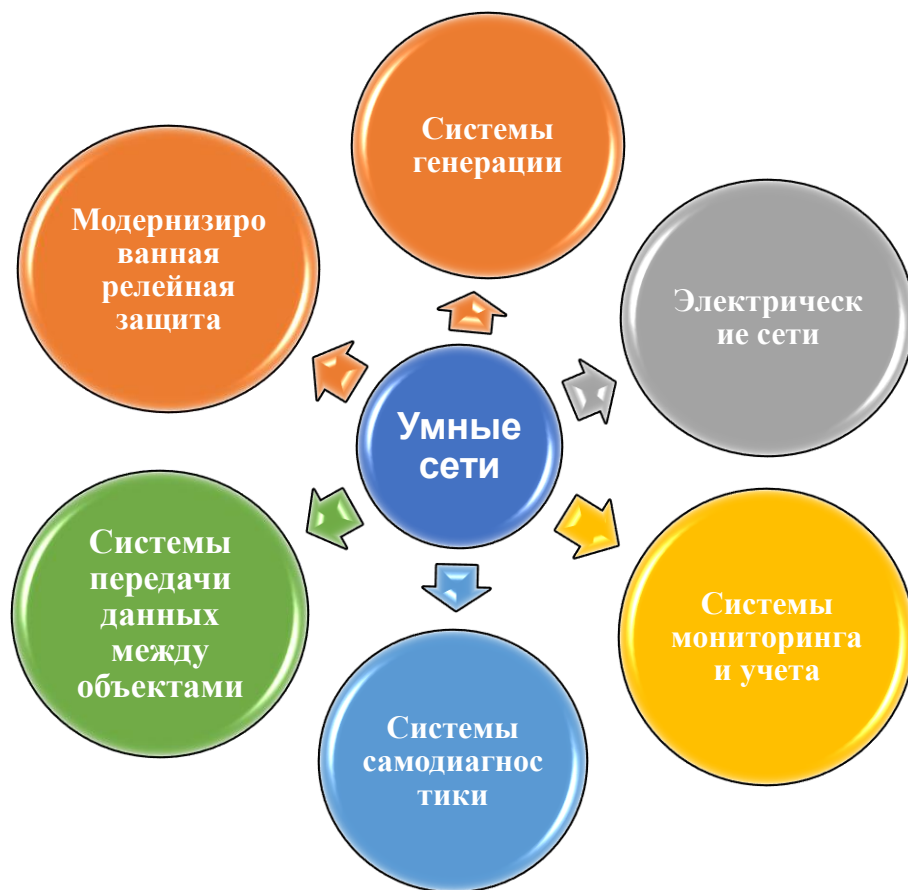 Системы
генерации
Модернизиро
ванная
релейная
защита
Электрическ
ие сети
Умные
сети
Системы
передачи
данных
между
объектами
Системы
мониторинга
и учета
Системы
самодиагнос
тики